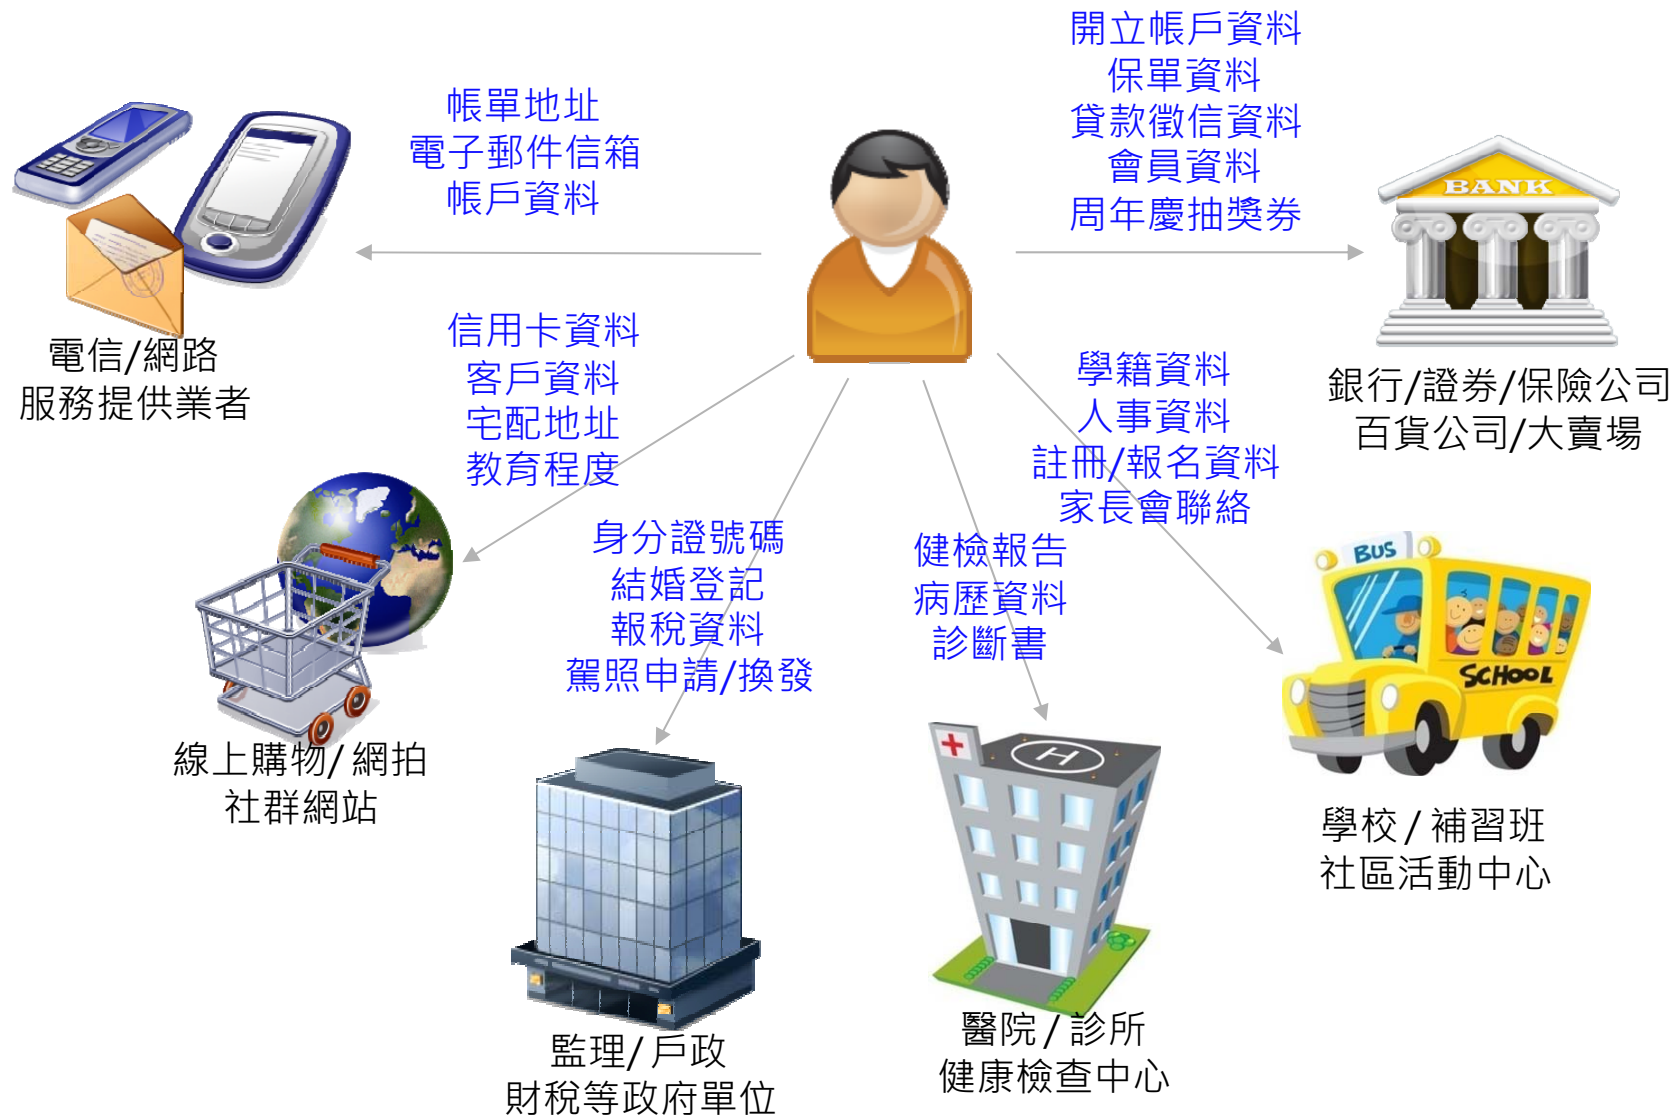 開立帳戶資料
保單資料
貸款徵信資料
會員資料
周年慶抽獎券
帳單地址
電子郵件信箱
帳戶資料
BANK
電信/網路
服務提供業者
銀行/證券/保險公司
百貨公司/大賣場
信用卡資料
客戶資料
宅配地址
教育程度
學籍資料
人事資料
註冊/報名資料
家長會聯絡
身分證號碼
結婚登記
報稅資料
駕照申請/換發
健檢報告
病歷資料
診斷書
BUS
SCHOOL
線上購物/網拍
社群網站
H
學校/補習班
社區活動中心
監理/戶政
財稅等政府單位
醫院/診所
健康檢查中心